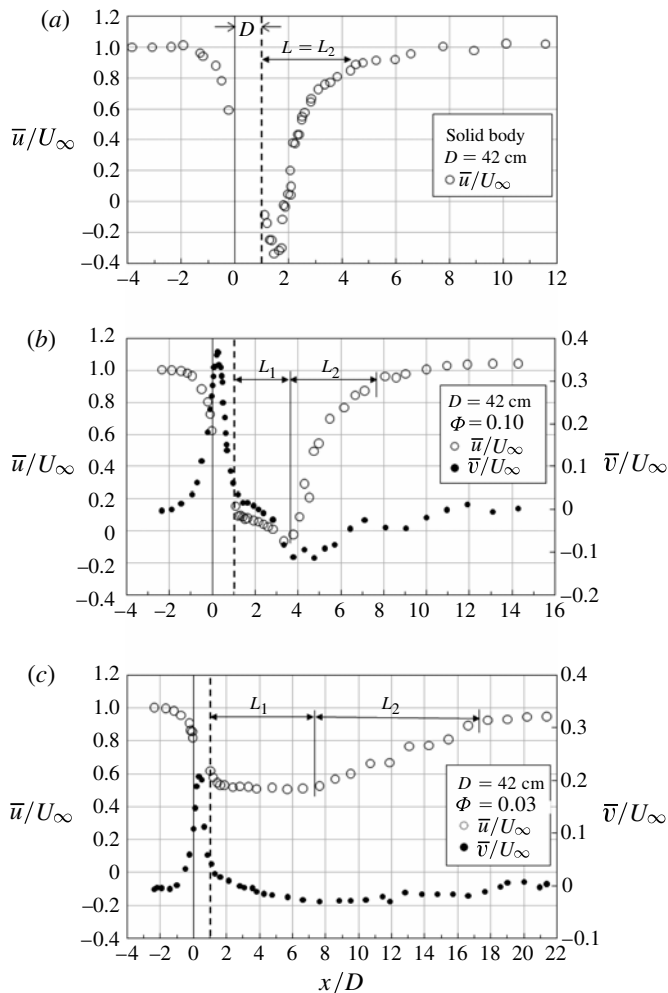 (a)
1.2
1.0
0.8
0.6
0.4
0.2
0
−0.2
−0.4
u̅/U∞
D
L = L₂
Solid body
D = 42 cm
u̅/U∞
−4 −2 0 2 4 6 8 10 12
(b)
1.2
1.0
0.8
0.6
0.4
0.2
0
−0.2
−0.4
u̅/U∞
L₁ L₂
D = 42 cm
Φ = 0.10
u̅/U∞
v̅/U∞
0.4
0.3
0.2
0.1
0
−0.1
−0.2
v̅/U∞
−4 −2 0 2 4 6 8 10 12 14 16
(c)
1.2
1.0
0.8
0.6
0.4
0.2
0
−0.2
−0.4
u̅/U∞
L₁ L₂
D = 42 cm
Φ = 0.03
u̅/U∞
v̅/U∞
0.4
0.3
0.2
0.1
0
−0.1
v̅/U∞
−4 −2 0 2 4 6 8 10 12 14 16 18 20 22
x/D